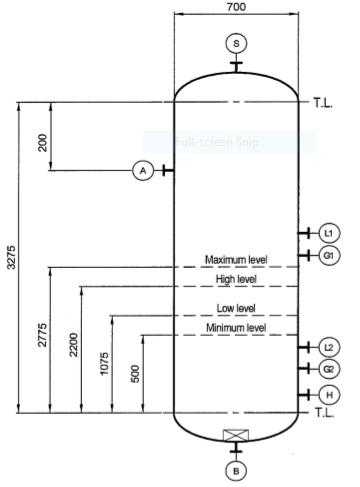 700
S
T.L.
200
Full-screen Snip
A
3275
L1
G1
Maximum level
High level
Low level
Minimum level
2775
2200
1075
500
L2
G2
H
T.L.
B